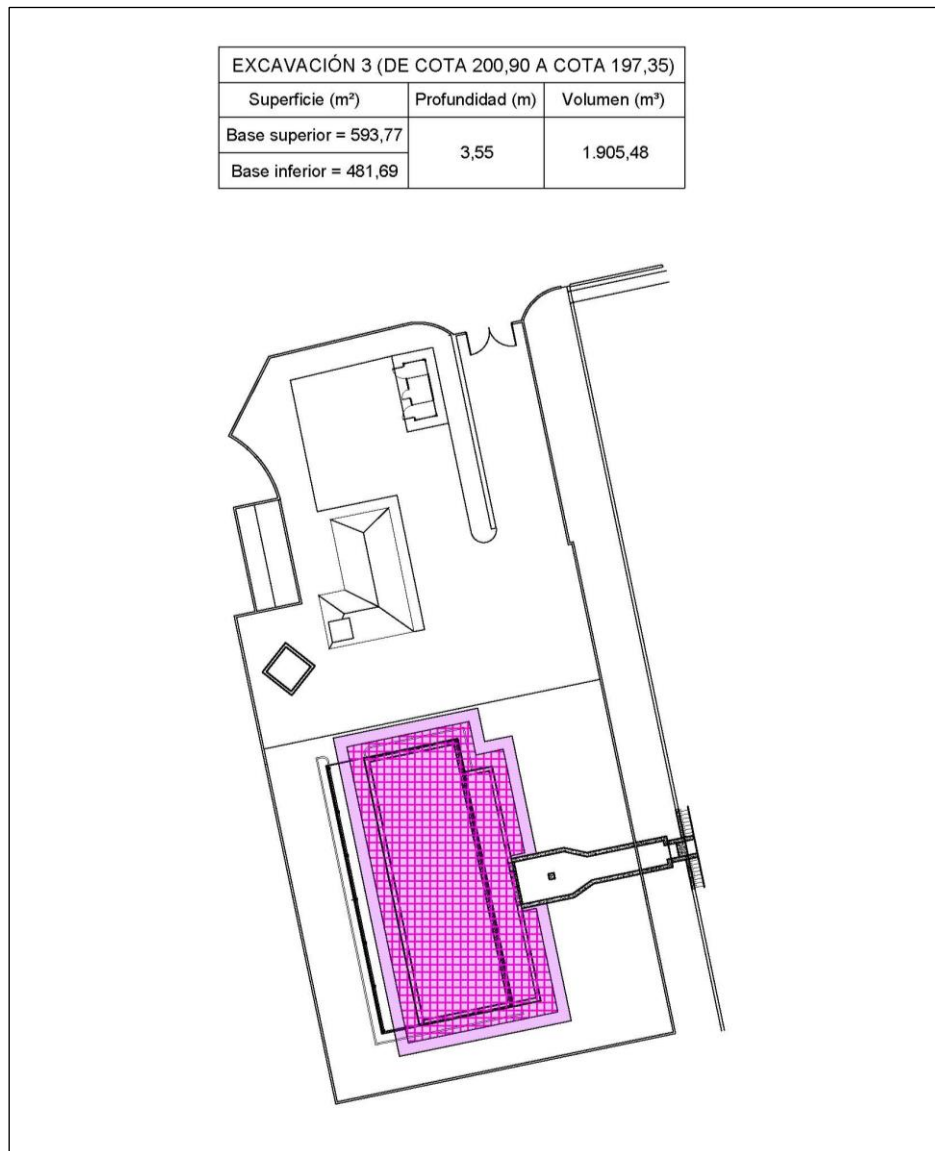 EXCAVACIÓN 3 (DE COTA 200,90 A COTA 197,35)
Superficie (m²) Profundidad (m) Volumen (m³)
Base superior = 593,77
3,55 1.905,48
Base inferior = 481,69